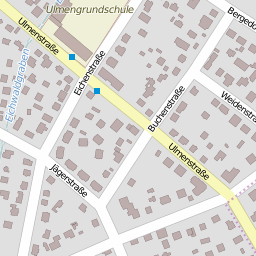 Ulmengrundschule
Bergedo
Ulmenstraße
Eichwaldgraben
Eichenstraße
Weidenstra
Buchenstraße
Ulmenstraße
Jägerstraße